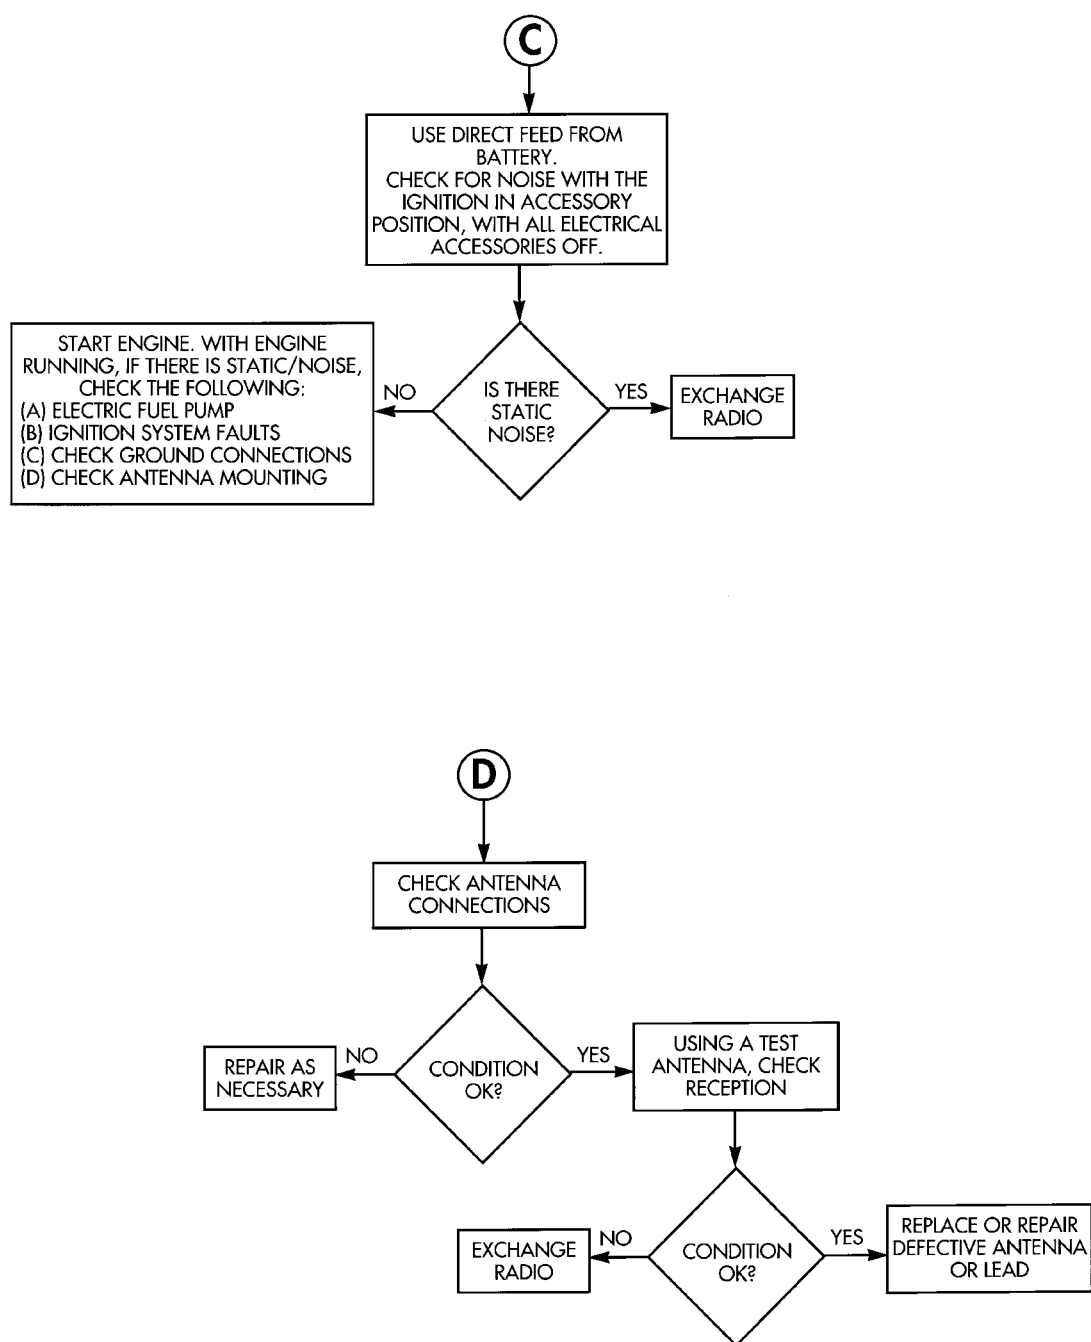 C
USE DIRECT FEED FROM
BATTERY.
CHECK FOR NOISE WITH THE
IGNITION IN ACCESSORY
POSITION, WITH ALL ELECTRICAL
ACCESSORIES OFF.
START ENGINE. WITH ENGINE
RUNNING, IF THERE IS STATIC/NOISE,
CHECK THE FOLLOWING:
(A) ELECTRIC FUEL PUMP
(B) IGNITION SYSTEM FAULTS
(C) CHECK GROUND CONNECTIONS
(D) CHECK ANTENNA MOUNTING
NO
IS THERE
STATIC
NOISE?
YES
EXCHANGE
RADIO
D
CHECK ANTENNA
CONNECTIONS
REPAIR AS
NECESSARY
NO
CONDITION
OK?
YES
USING A TEST
ANTENNA, CHECK
RECEPTION
EXCHANGE
RADIO
NO
CONDITION
OK?
YES
REPLACE OR REPAIR
DEFECTIVE ANTENNA
OR LEAD